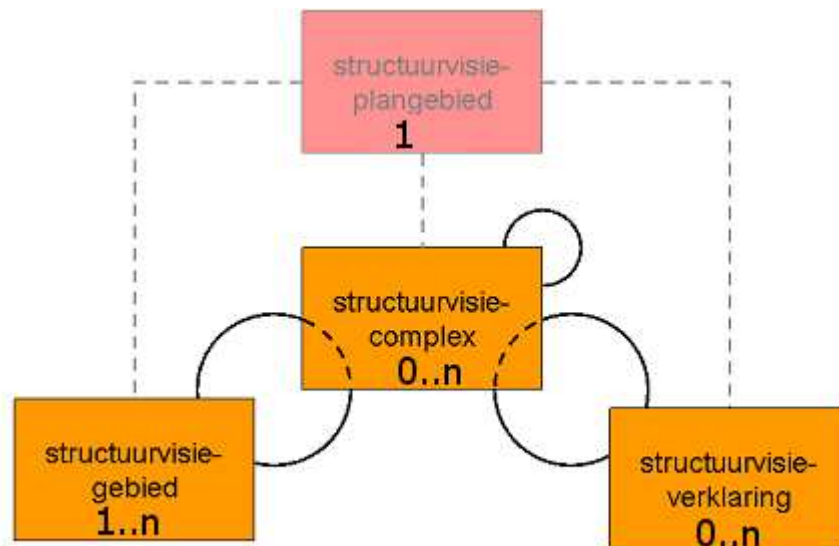 structuurvisie-
plangebied
1
structuurvisie-
complex
0..n
structuurvisie-
gebied
1..n
structuurvisie-
verklaring
0..n